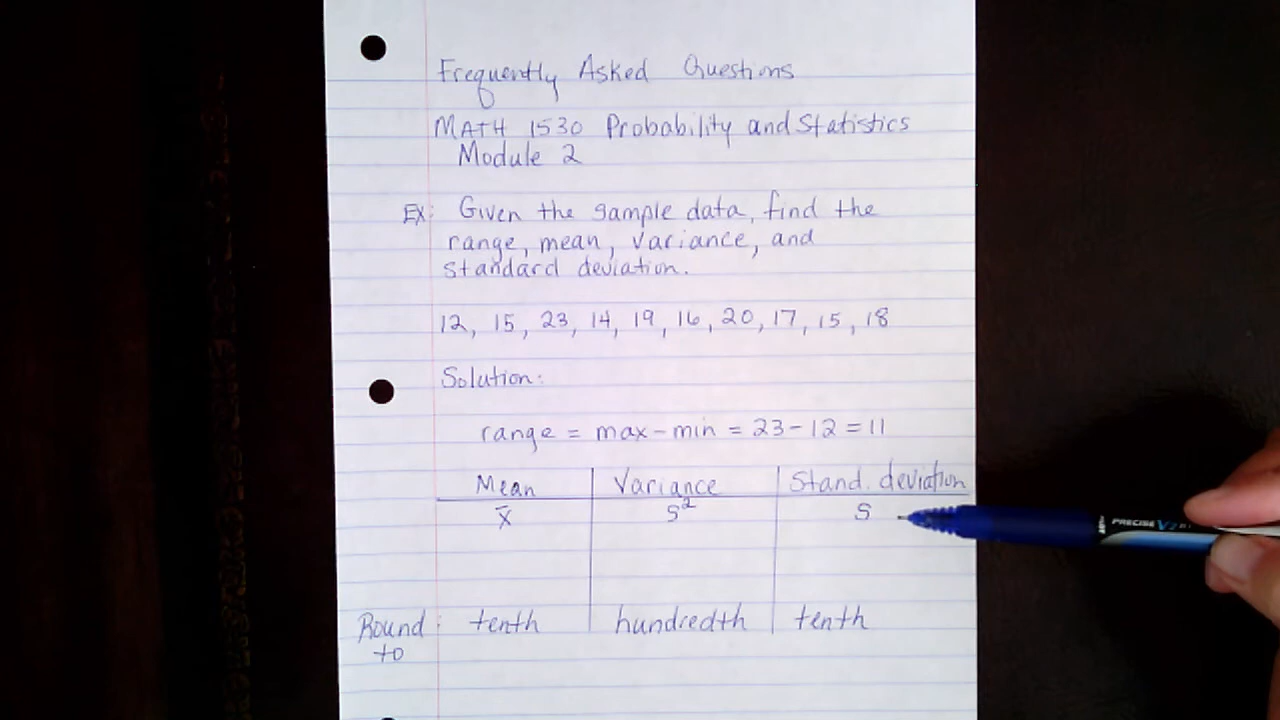 Frequently Asked Questions
MATH 1530 Probability and Statistics
Module 2
EX: Given the sample data, find the
range, mean, variance, and
standard deviation.
12, 15, 23, 14, 19, 16, 20, 17, 15, 18
Solution:
range = max - min = 23 - 12 = 11
Mean Variance Stand. deviation
x̄ s² s
PRECISE V7
Round to: tenth hundredth tenth